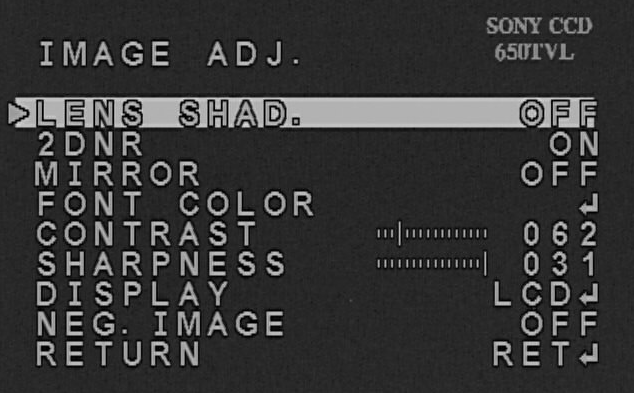 SONY CCD
650TVL
IMAGE ADJ.
LENS SHAD. OFF
2DNR ON
MIRROR OFF
FONT COLOR ↲
CONTRAST 062
SHARPNESS 031
DISPLAY LCD↲
NEG. IMAGE OFF
RETURN RET↲